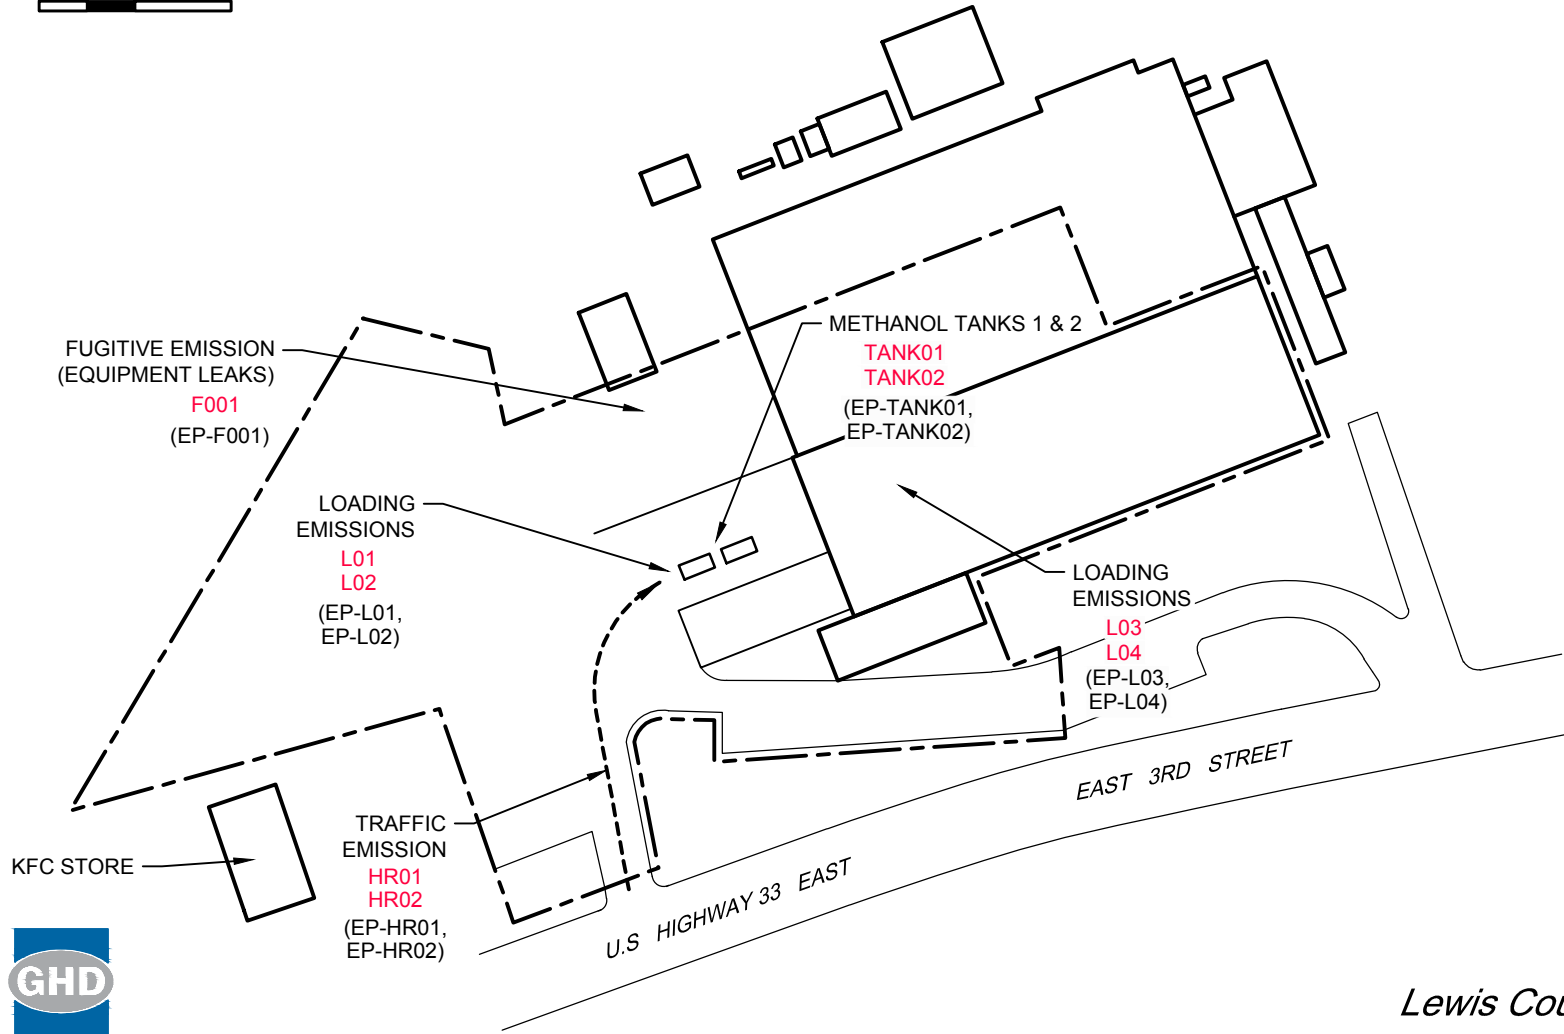 FUGITIVE EMISSION
(EQUIPMENT LEAKS)
F001
(EP-F001)
METHANOL TANKS 1 & 2
TANK01
TANK02
(EP-TANK01,
EP-TANK02)
LOADING
EMISSIONS
L01
L02
(EP-L01,
EP-L02)
LOADING
EMISSIONS
L03
L04
(EP-L03,
EP-L04)
EAST 3RD STREET
TRAFFIC
EMISSION
HR01
HR02
(EP-HR01,
EP-HR02)
KFC STORE
U.S HIGHWAY 33 EAST
GHD
Lewis Cou